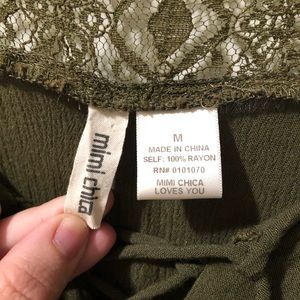 mimi chica
M
MADE IN CHINA
SELF: 100% RAYON
RN# 0101070
MIMI CHICA
LOVES YOU